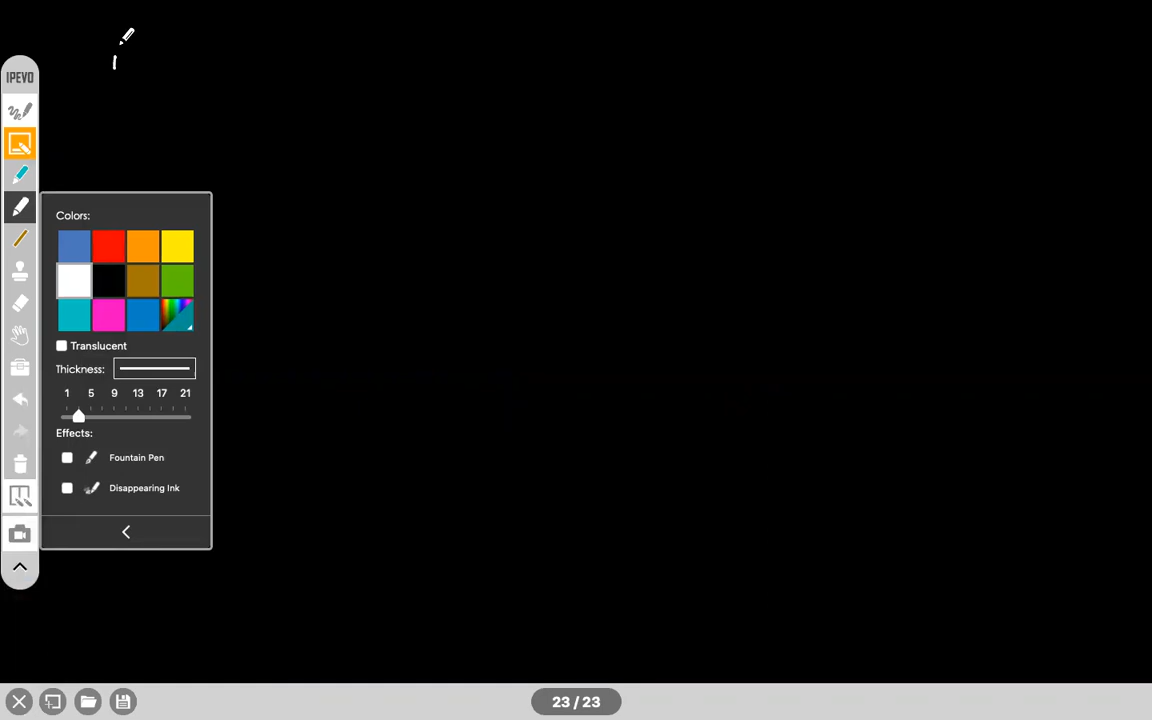 IPEVO
Colors:
Translucent
Thickness:
1 5 9 13 17 21
Effects:
Fountain Pen
Disappearing Ink
23 / 23